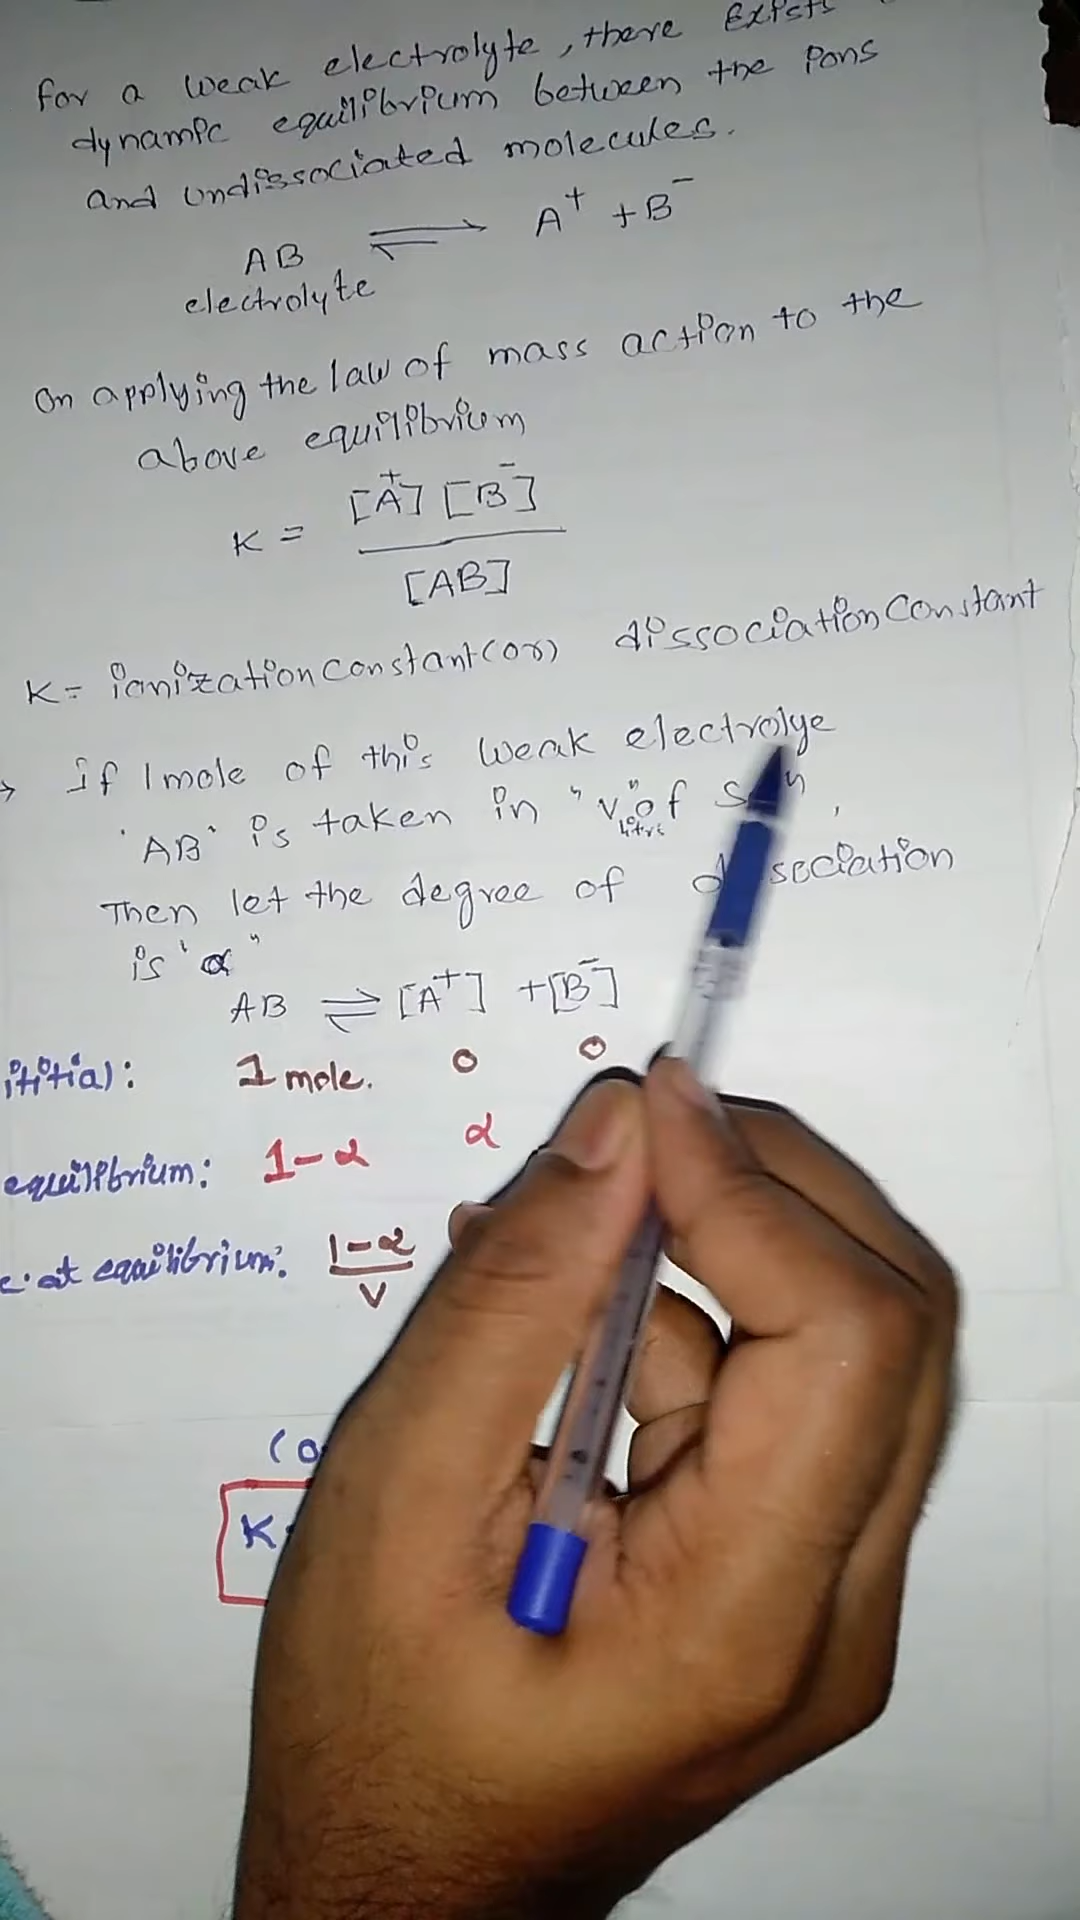 for a weak electrolyte, there exists
dynamic equilibrium between the ions
and undissociated molecules.
AB ⇌ A⁺ + B⁻
electrolyte
on applying the law of mass action to the
above equilibrium
K = [A⁺] [B⁻]
[AB]
K = ionization constant (or) dissociation constant
→ if 1 mole of this weak electrolye
'AB' is taken in "V" of
litre
Then let the degree of
is "α"
AB ⇌ [A⁺] + [B⁻]
ititial: 1 mole. 0 0
equilibrium: 1-α α
c. at equilibrium: 1-α
V
(o
K